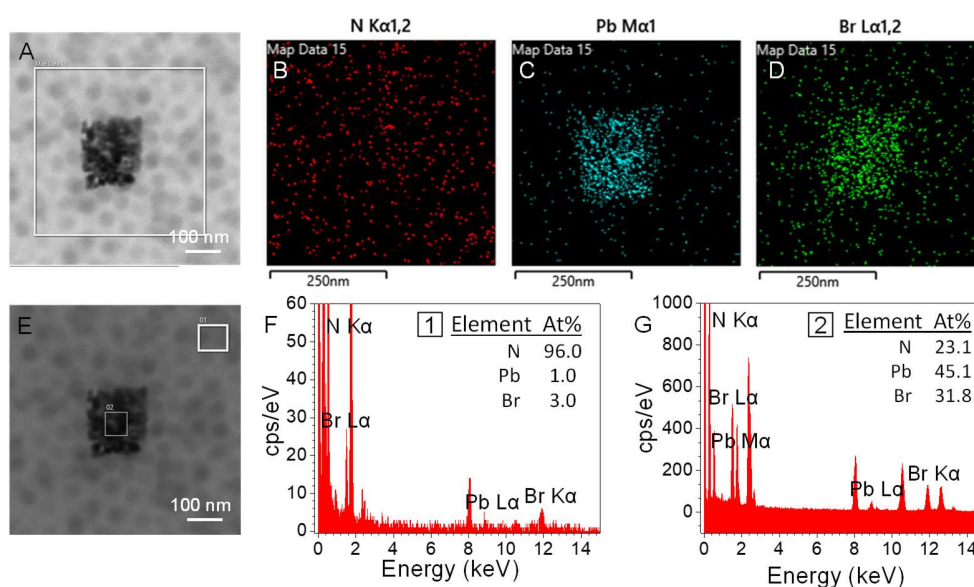 N Kα1,2
Pb Mα1
Br Lα1,2
A
Map Data 15
100 nm
Map Data 15
B
250nm
Map Data 15
C
250nm
Map Data 15
D
250nm
E
01
02
100 nm
F
N Kα
1
Element At%
N 96.0
Pb 1.0
Br 3.0
Br Lα
Pb Lα
Br Kα
cps/eV
60
50
40
30
20
10
0
0 2 4 6 8 10 12 14
Energy (keV)
G
N Kα
2
Element At%
N 23.1
Pb 45.1
Br 31.8
Br Lα
Pb Mα
Pb Lα
Br Kα
cps/eV
1000
800
600
400
200
0
0 2 4 6 8 10 12 14
Energy (keV)